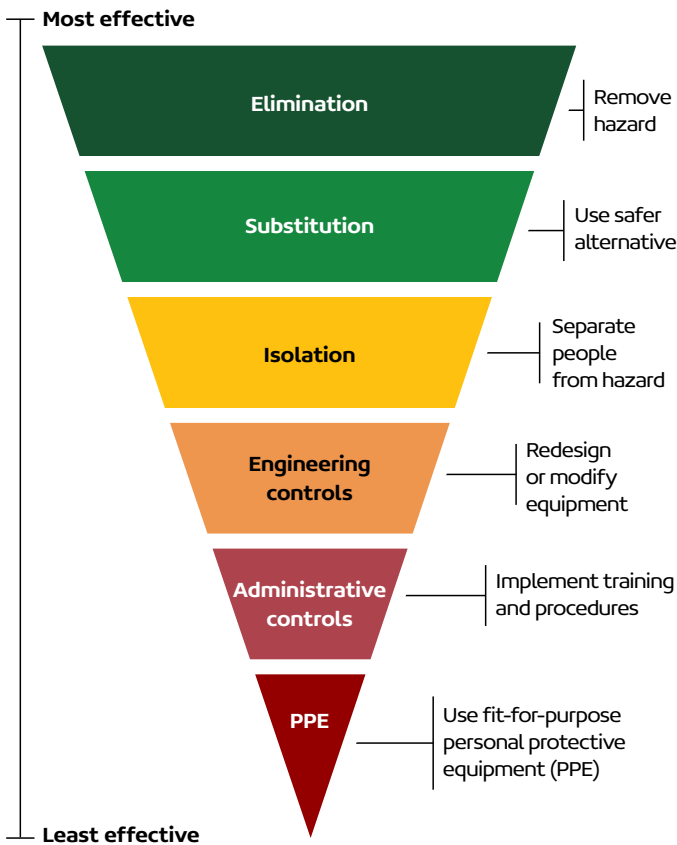 Most effective
Elimination
Remove
hazard
Substitution
Use safer
alternative
Isolation
Separate
people
from hazard
Engineering
controls
Redesign
or modify
equipment
Administrative
controls
Implement training
and procedures
PPE
Use fit-for-purpose
personal protective
equipment (PPE)
Least effective